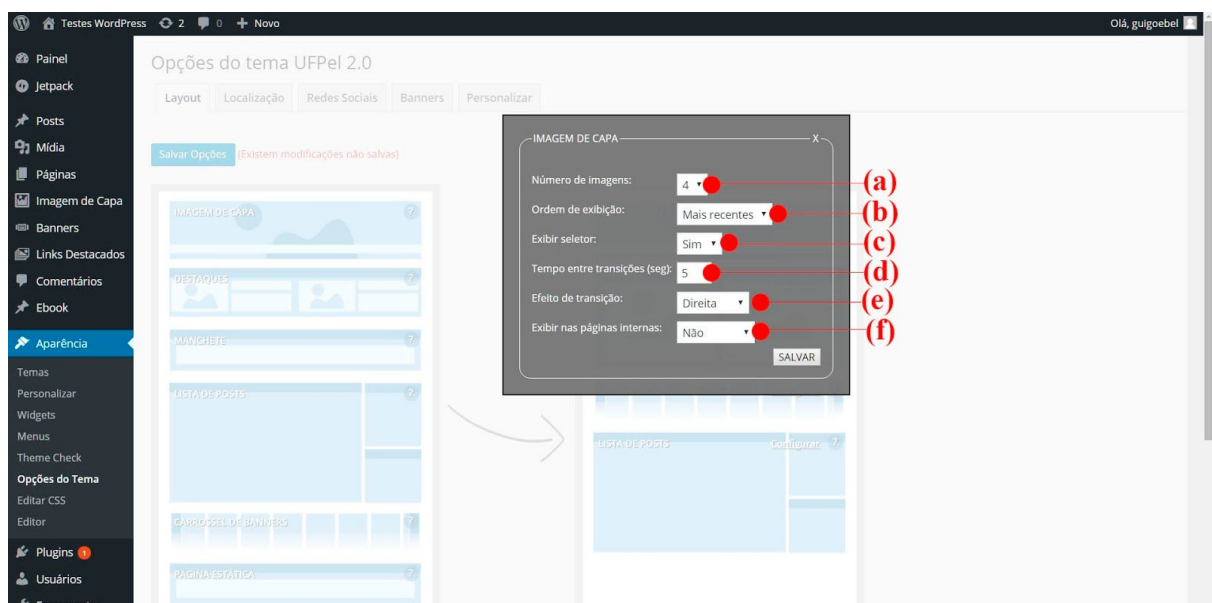 Testes WordPress 2 0 + Novo Olá, guigoebel
Painel
Jetpack
Posts
Mídia
Páginas
Imagem de Capa
Banners
Links Destacados
Comentários
Ebook
Aparência
Temas
Personalizar
Widgets
Menus
Theme Check
Opções do Tema
Editar CSS
Editor
Plugins 1
Usuários
Opções do tema UFPel 2.0
Layout Localização Redes Sociais Banners Personalizar
Salvar Opções (Existem modificações não salvas)
IMAGEM DE CAPA ?
DESTAQUES ?
MANCHETE ?
LISTA DE POSTS ?
CARROSSEL DE BANNERS ?
PÁGINA ESTÁTICA ?
IMAGEM DE CAPA X
Número de imagens: 4 (a)
Ordem de exibição: Mais recentes (b)
Exibir seletor: Sim (c)
Tempo entre transições (seg): 5 (d)
Efeito de transição: Direita (e)
Exibir nas páginas internas: Não (f)
SALVAR
LISTA DE POSTS Configurar ?